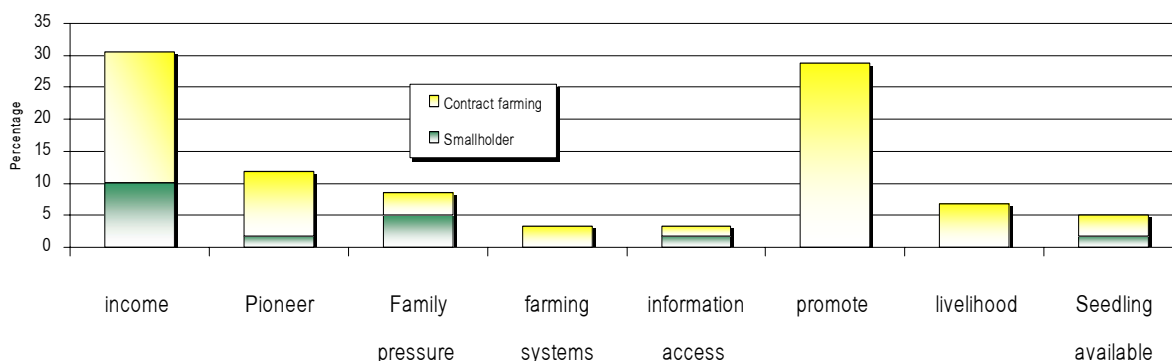 35
30
25
20
15
10
5
0
Percentage
Contract farming
Smallholder
income Pioneer Family farming information promote livelihood Seedling
pressure systems access available